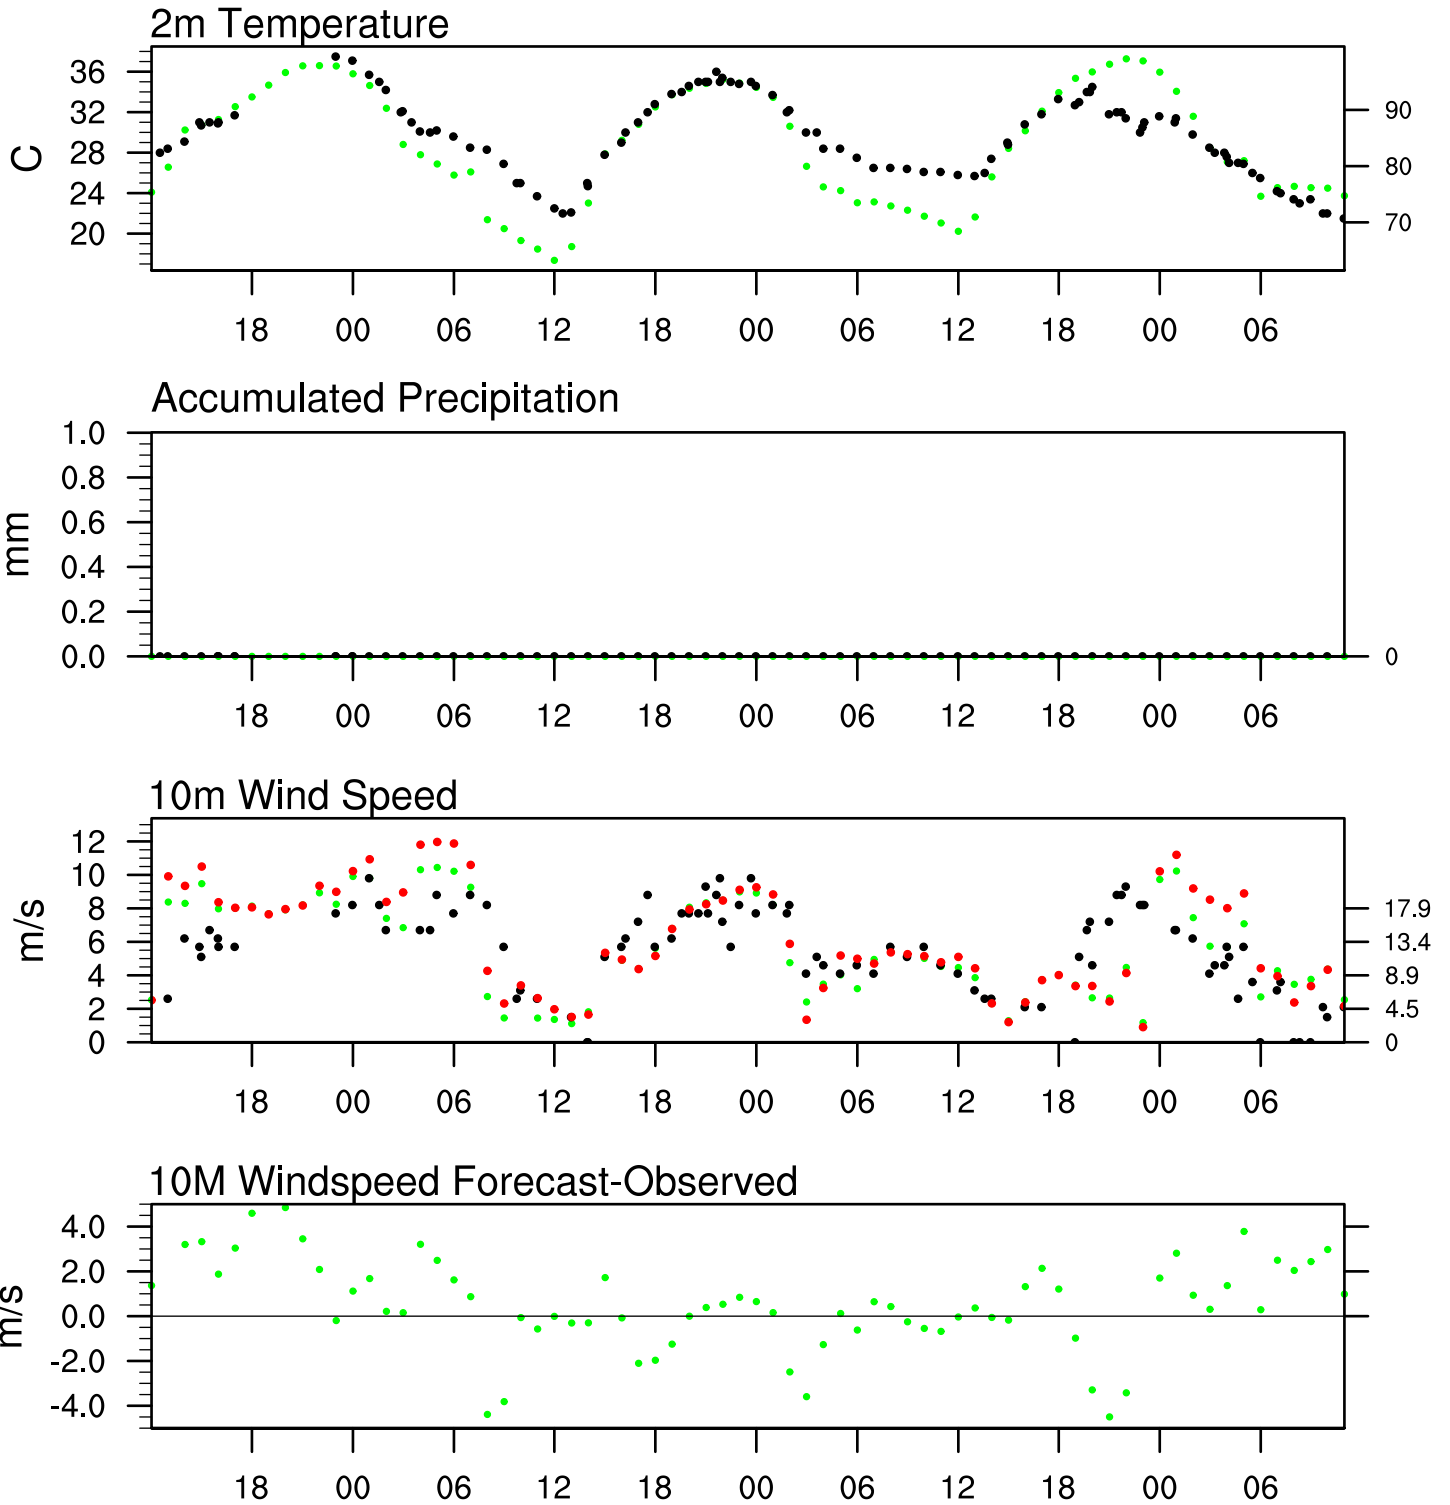 2m Temperature
36
32
28
24
20
C
90
80
70
18 00 06 12 18 00 06 12 18 00 06
Accumulated Precipitation
1.0
0.8
0.6
0.4
0.2
0.0
mm
0
18 00 06 12 18 00 06 12 18 00 06
10m Wind Speed
12
10
8
6
4
2
0
m/s
17.9
13.4
8.9
4.5
0
18 00 06 12 18 00 06 12 18 00 06
10M Windspeed Forecast-Observed
4.0
2.0
0.0
-2.0
-4.0
m/s
18 00 06 12 18 00 06 12 18 00 06